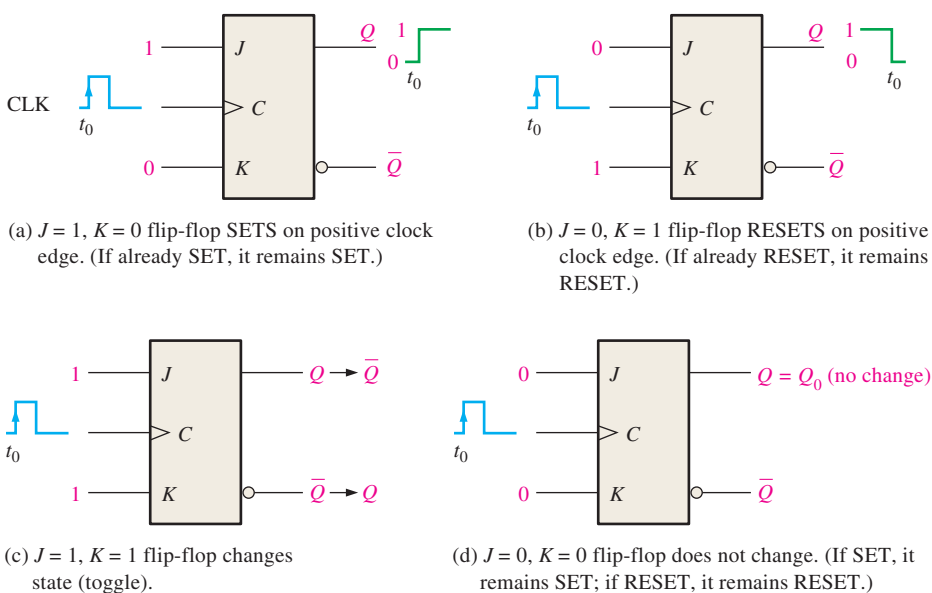 1 J Q 1
0
t₀
CLK t₀ C
0 K Q̅
(a) J = 1, K = 0 flip-flop SETS on positive clock
edge. (If already SET, it remains SET.)
0 J Q 1
0
t₀
t₀ C
1 K Q̅
(b) J = 0, K = 1 flip-flop RESETS on positive
clock edge. (If already RESET, it remains
RESET.)
1 J Q Q̅
t₀ C
1 K Q̅ Q
(c) J = 1, K = 1 flip-flop changes
state (toggle).
0 J Q = Q₀ (no change)
t₀ C
0 K Q̅
(d) J = 0, K = 0 flip-flop does not change. (If SET, it
remains SET; if RESET, it remains RESET.)